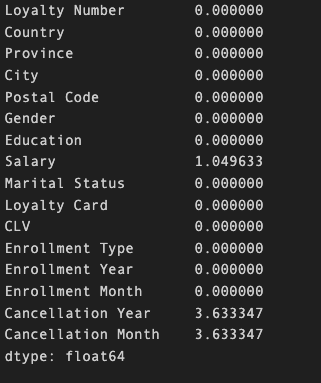 Loyalty Number        0.000000
Country               0.000000
Province              0.000000
City                  0.000000
Postal Code           0.000000
Gender                0.000000
Education             0.000000
Salary                1.049633
Marital Status        0.000000
Loyalty Card          0.000000
CLV                   0.000000
Enrollment Type       0.000000
Enrollment Year       0.000000
Enrollment Month      0.000000
Cancellation Year     3.633347
Cancellation Month    3.633347
dtype: float64